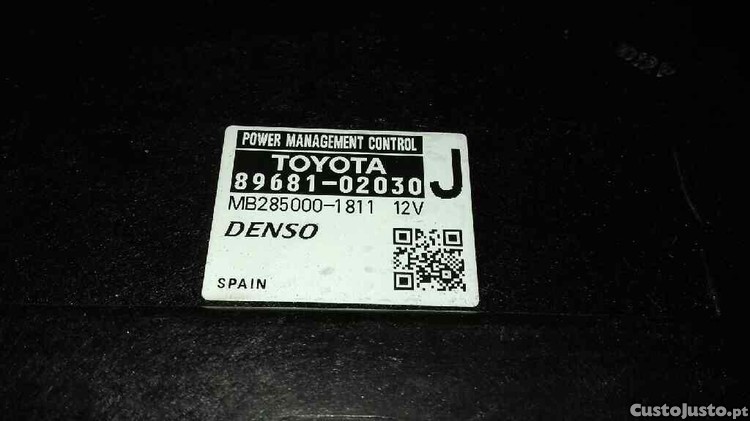 POWER MANAGEMENT CONTROL
TOYOTA
89681-02030 J
MB285000-1811 12V
DENSO
SPAIN
CustoJusto.pt